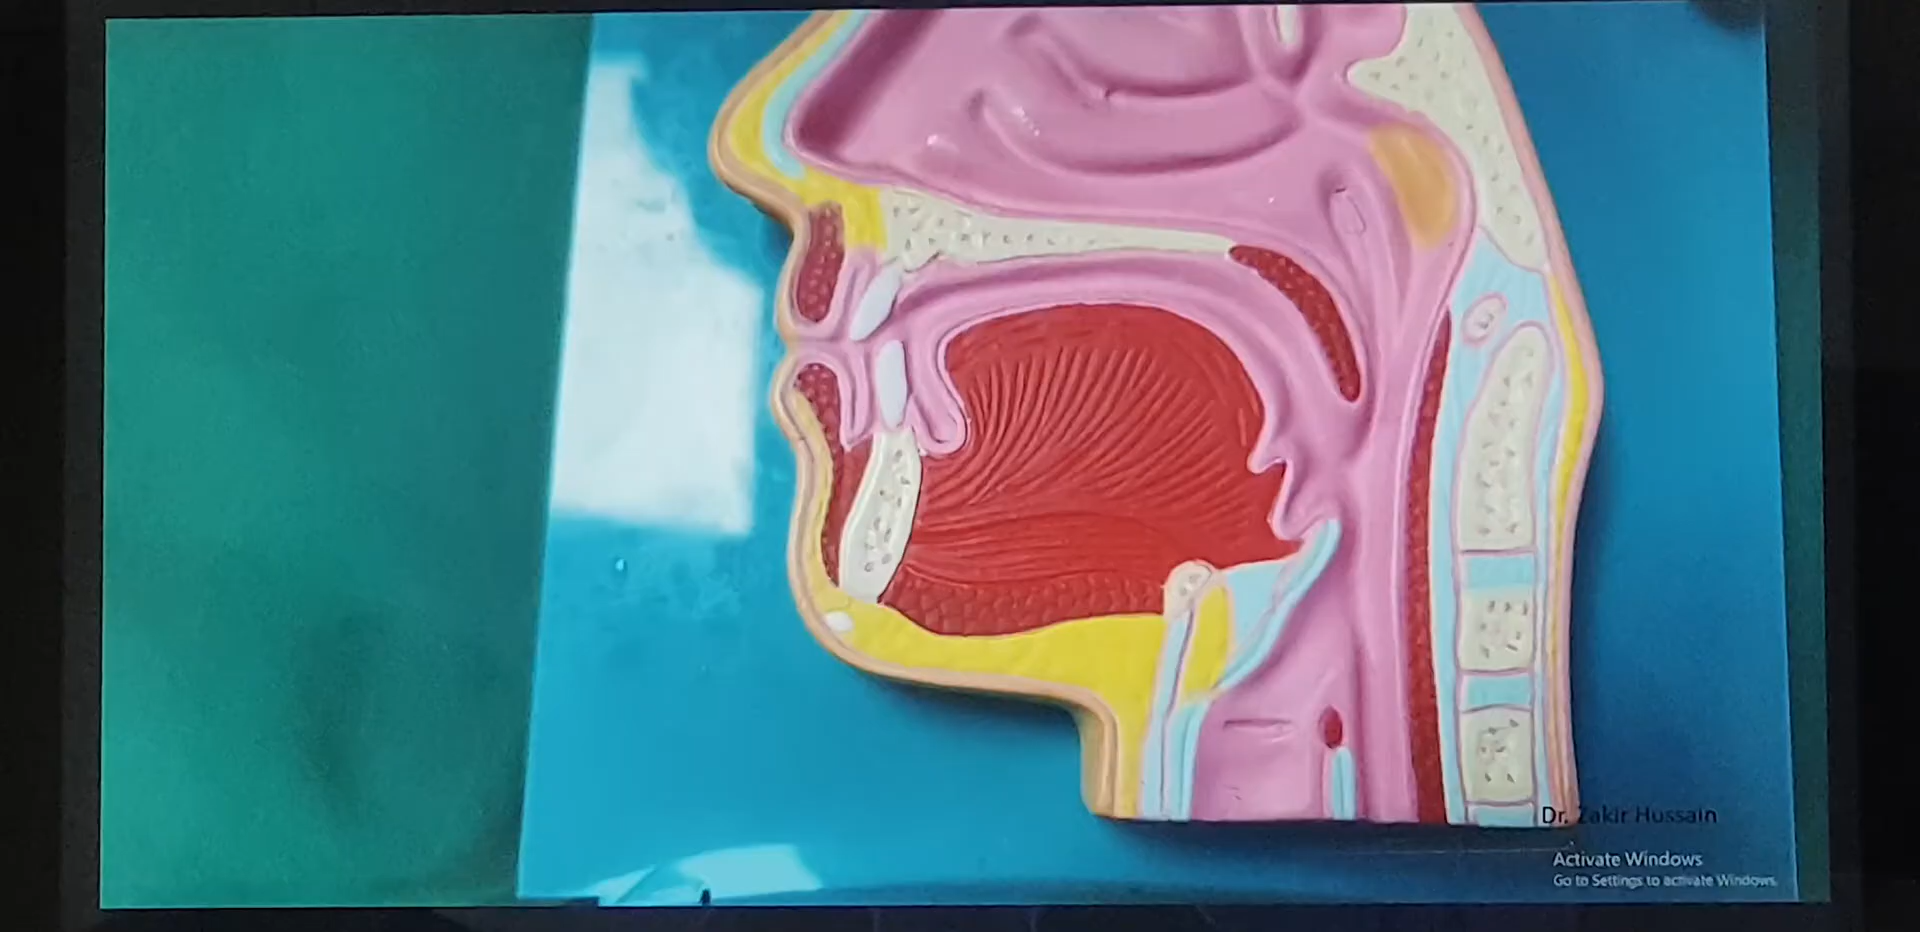 Dr. Zakir Hussain
Activate Windows
Go to Settings to activate Windows.